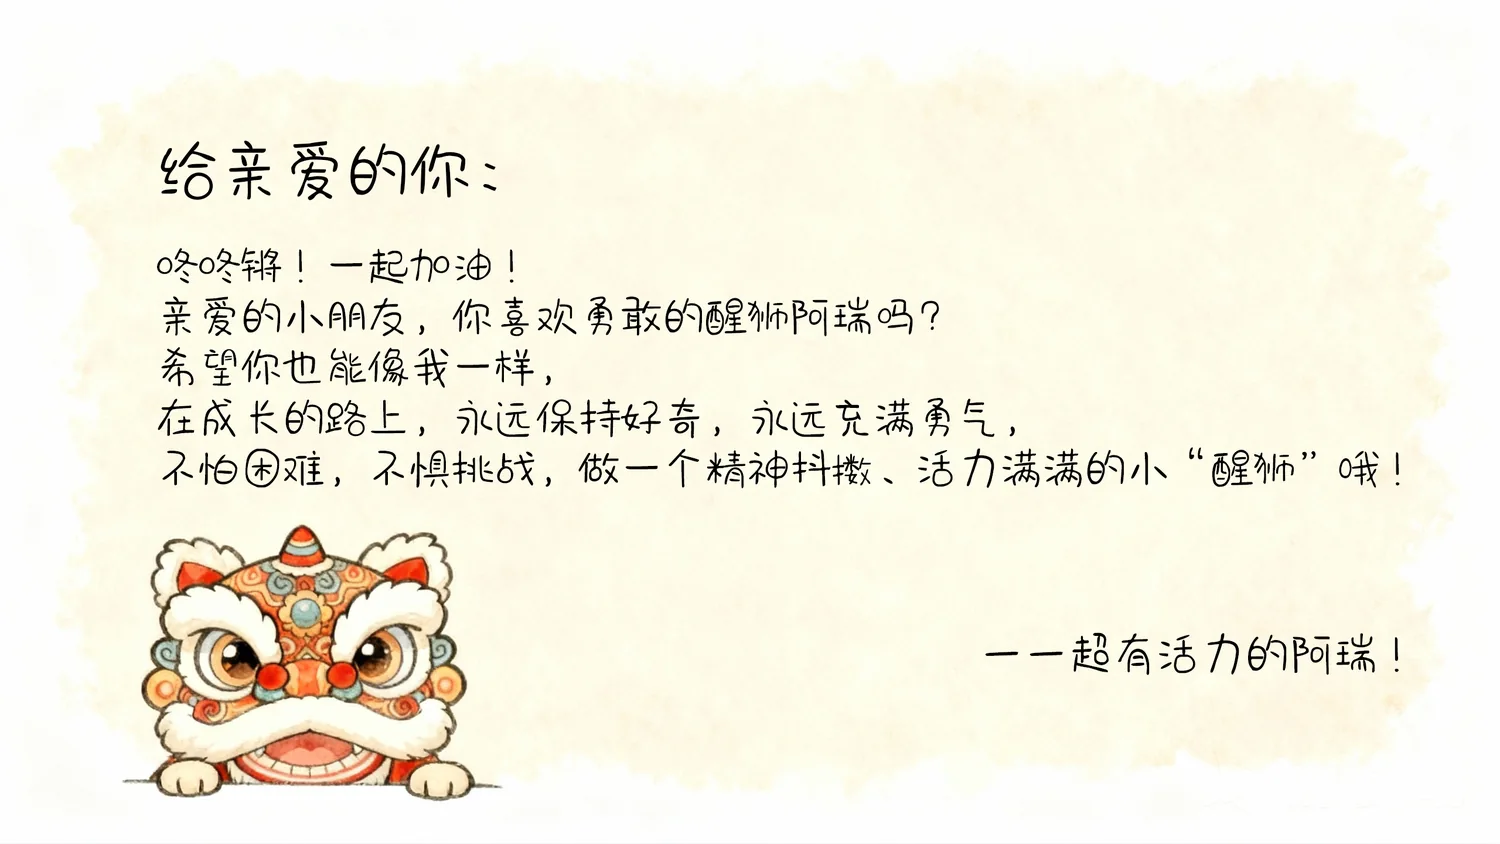 给亲爱的你：
咚咚锵！一起加油！
亲爱的小朋友，你喜欢勇敢的醒狮阿瑞吗？
希望你也能像我一样，
在成长的路上，永远保持好奇，永远充满勇气，
不怕困难，不惧挑战，做一个精神抖擞、活力满满的小“醒狮”哦！
——超有活力的阿瑞！